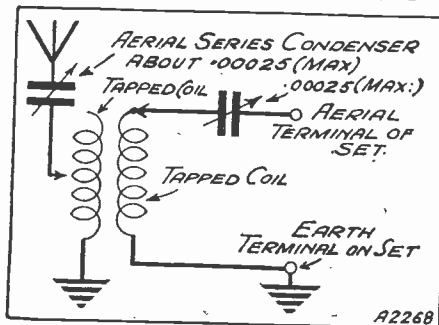 AERIAL SERIES CONDENSER
ABOUT .00025 (MAX)
TAPPED COIL
.00025 (MAX:)
AERIAL
TERMINAL OF
SET.
TAPPED COIL
EARTH
TERMINAL ON SET
A2268